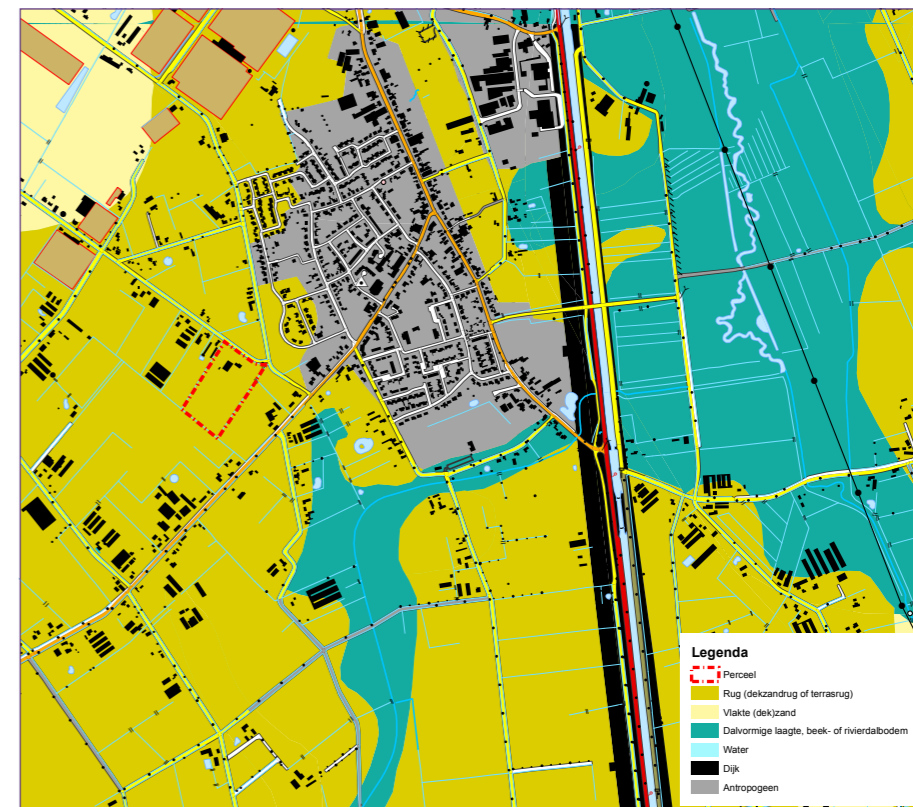 Legenda
Perceel
Rug (dekzandrug of terrasrug)
Vlakte (dek)zand
Dalvormige laagte, beek- of rivierdalbodem
Water
Dijk
Antropogeen